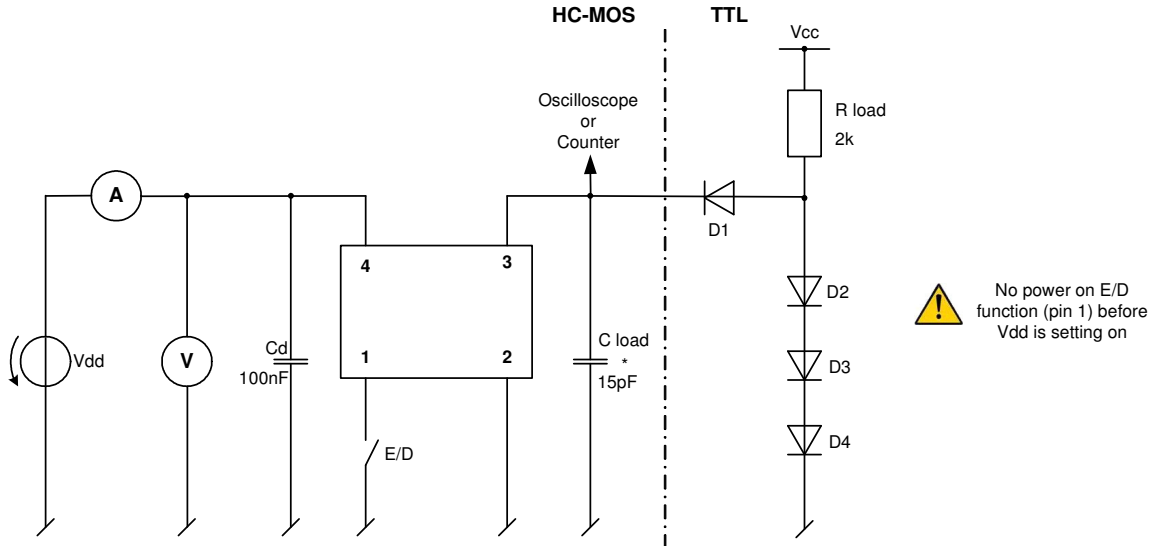 HC-MOS
TTL
Vcc
Oscilloscope
or
Counter
R load
2k
A
D1
4
3
D2
No power on E/D
function (pin 1) before
Vdd is setting on
Vdd
V
Cd
100nF
1
2
C load
*
15pF
D3
E/D
D4